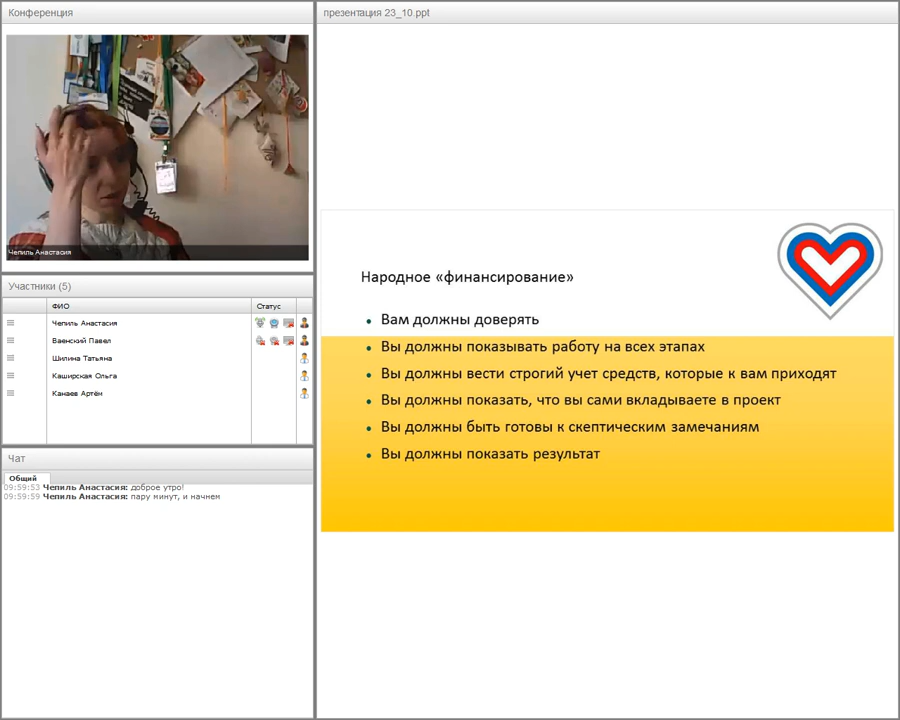 Конференция
Чепиль Анастасия
Участники (5)
ФИО Статус
Чепиль Анастасия
Ваенский Павел
Шилина Татьяна
Каширская Ольга
Канаев Артём
Чат
Общий
09:59:53 Чепиль Анастасия: доброе утро!
09:59:59 Чепиль Анастасия: пару минут, и начнем
презентация 23_10.ppt
Народное «финансирование»
• Вам должны доверять
• Вы должны показывать работу на всех этапах
• Вы должны вести строгий учет средств, которые к вам приходят
• Вы должны показать, что вы сами вкладываете в проект
• Вы должны быть готовы к скептическим замечаниям
• Вы должны показать результат